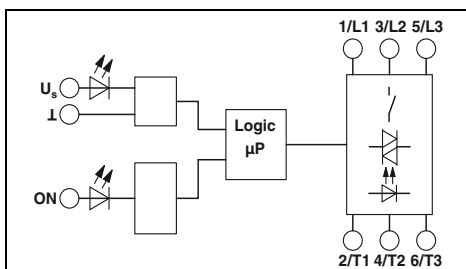 1/L1 3/L2 5/L3
Us
⊥
Logic
µP
ON
2/T1 4/T2 6/T3